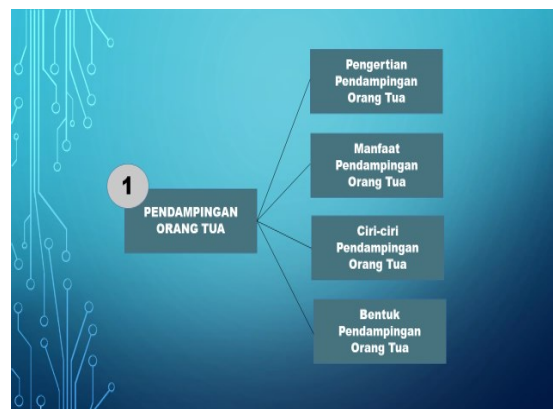 Pengertian
Pendampingan
Orang Tua
Manfaat
Pendampingan
Orang Tua
1
PENDAMPINGAN
ORANG TUA
Ciri-ciri
Pendampingan
Orang Tua
Bentuk
Pendampingan
Orang Tua